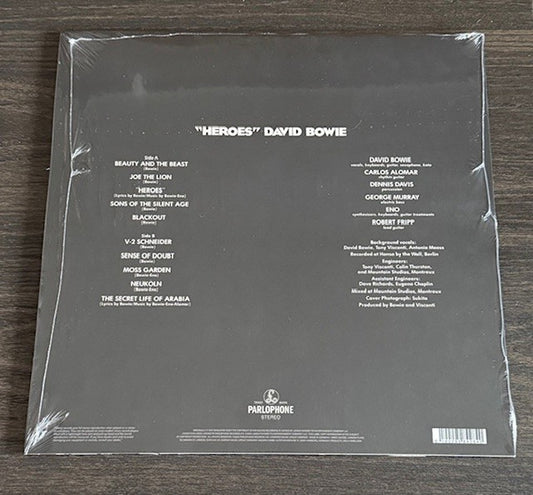 "HEROES" DAVID BOWIE
Side A
BEAUTY AND THE BEAST
(Bowie)
JOE THE LION
(Bowie)
"HEROES"
(Lyrics by Bowie/Music by Bowie-Eno)
SONS OF THE SILENT AGE
(Bowie)
BLACKOUT
(Bowie)
Side B
V-2 SCHNEIDER
(Bowie)
SENSE OF DOUBT
(Bowie)
MOSS GARDEN
(Bowie-Eno)
NEUKÖLN
(Bowie-Eno)
THE SECRET LIFE OF ARABIA
(Lyrics by Bowie/Music by Bowie-Eno-Alomar)
DAVID BOWIE
vocals, keyboards, guitar, saxophone, koto
CARLOS ALOMAR
rhythm guitar
DENNIS DAVIS
percussion
GEORGE MURRAY
electric bass
ENO
synthesizers, keyboards, guitar treatments
ROBERT FRIPP
lead guitar
Background vocals:
David Bowie, Tony Visconti, Antonia Maass
Recorded at Hansa by the Wall, Berlin
Engineers:
Tony Visconti, Colin Thurston,
and Mountain Studios, Montreux
Assistant Engineers:
Dave Richards, Eugene Chaplin
Mixed at Mountain Studios, Montreux
Cover Photograph: Sukita
Produced by Bowie and Visconti
TRADE MARK
PARLOPHONE
STEREO